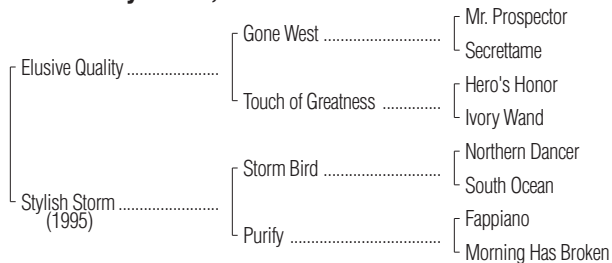 Mr. Prospector
Gone West ........................
Secrettame
Elusive Quality ......................
Hero's Honor
Touch of Greatness ............
Ivory Wand
Northern Dancer
Storm Bird ........................
South Ocean
Stylish Storm ........................
(1995)
Fappiano
Purify ...............................
Morning Has Broken